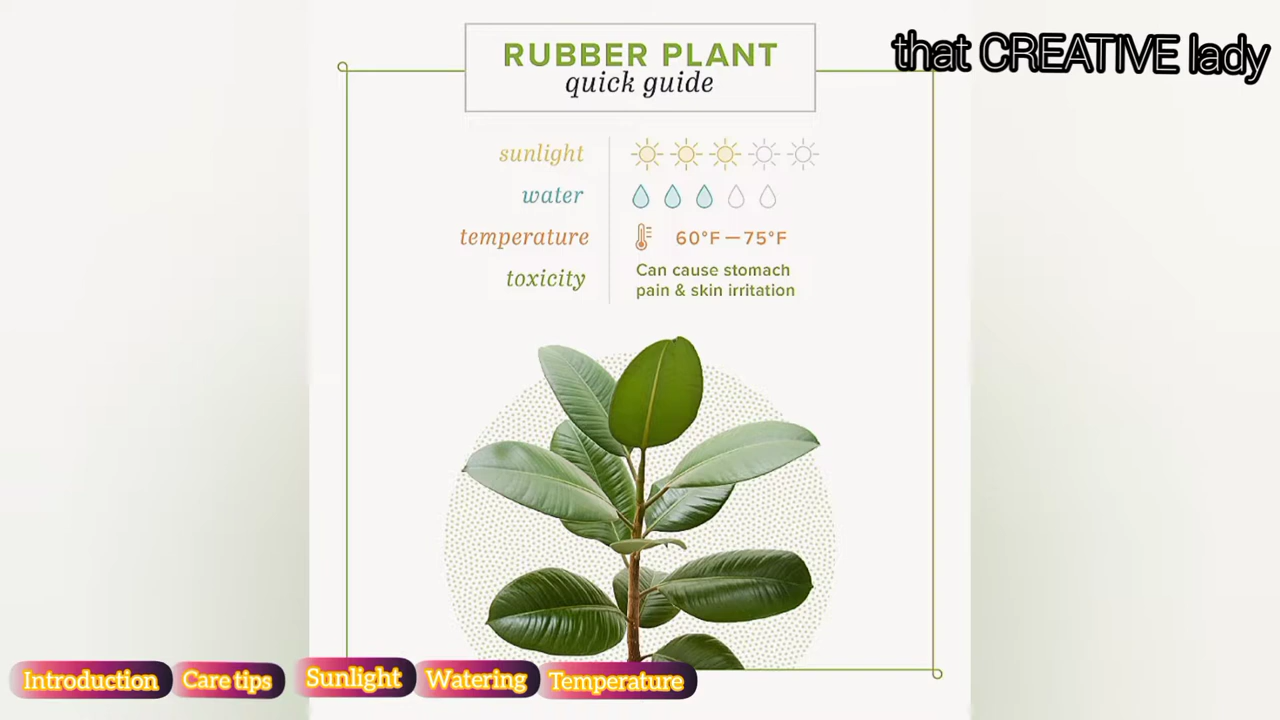 that CREATIVE lady
RUBBER PLANT
quick guide
sunlight
water
temperature 60°F—75°F
toxicity Can cause stomach
pain & skin irritation
Introduction Care tips Sunlight Watering Temperature